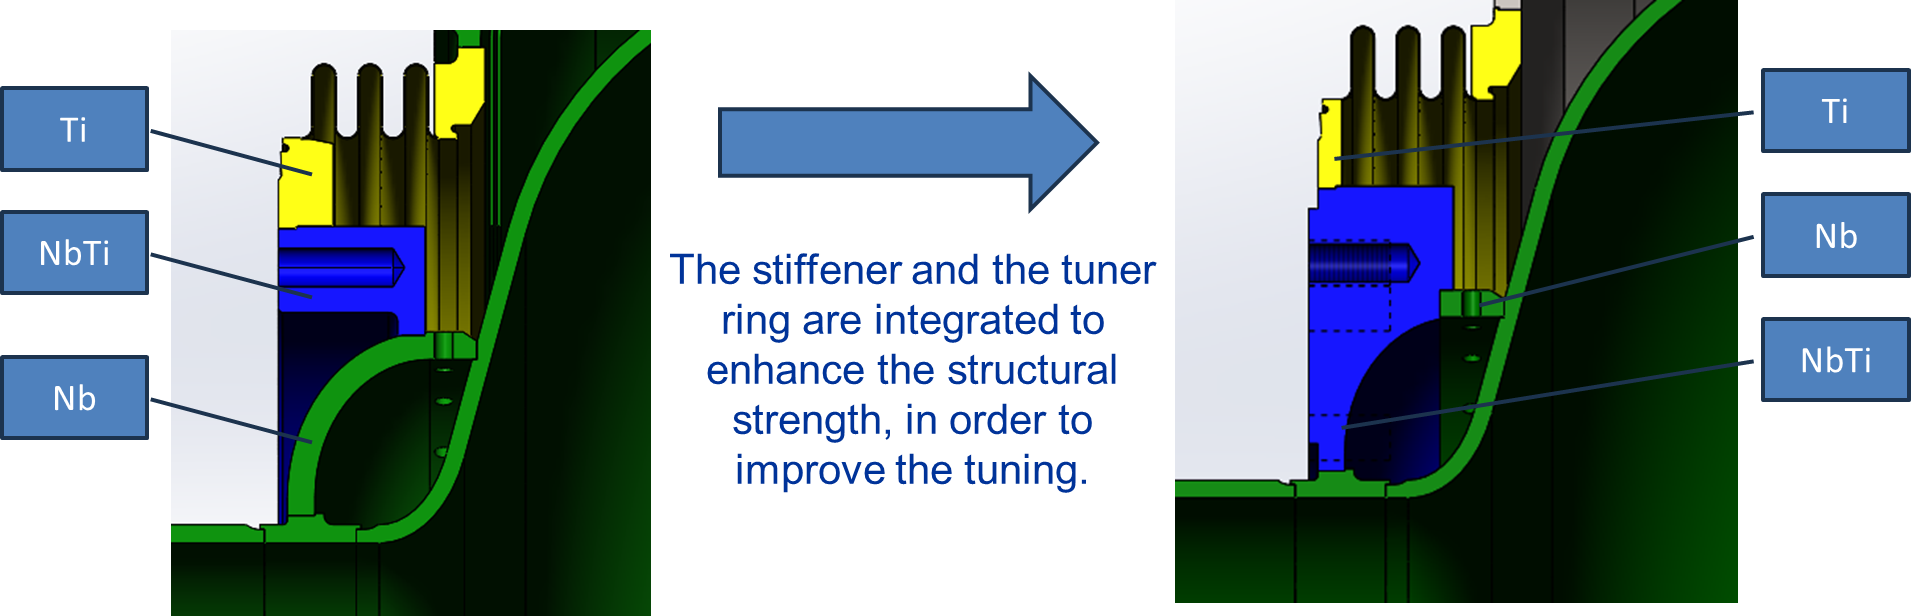 Ti
NbTi
Nb
The stiffener and the tuner
ring are integrated to
enhance the structural
strength, in order to
improve the tuning.
Ti
Nb
NbTi